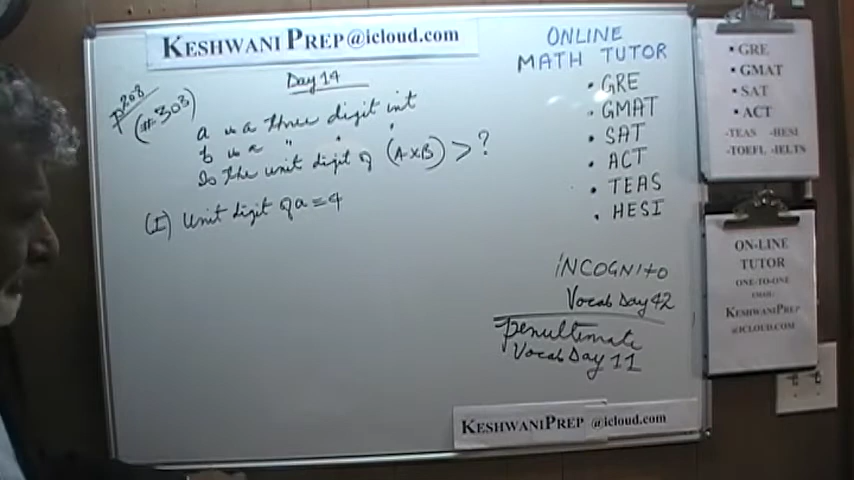 KESHWANIPREP@icloud.com
Day 14
p203
(#303)
a is a three digit int
b is a " " "
Is the unit digit of (A×B) > ?
(I) Unit digit of a = 4
ONLINE
MATH TUTOR
• GRE
• GMAT
• SAT
• ACT
• TEAS
• HESI
INCOGNITO
Vocab Day 42
penultimate
Vocab Day 11
KESHWANIPREP @icloud.com
• GRE
• GMAT
• SAT
• ACT
-TEAS -HESI
-TOEFL -IELTS
ON-LINE
TUTOR
ONE-TO-ONE
EMAIL:
KESHWANIPREP
@ICLOUD.COM